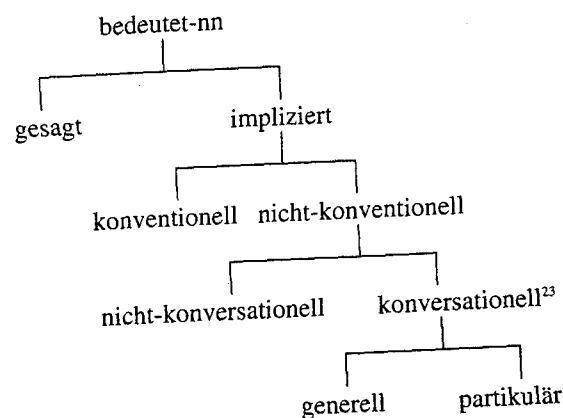 bedeutet-nn
gesagt impliziert
konventionell nicht-konventionell
nicht-konversationell konversationell²³
generell partikulär